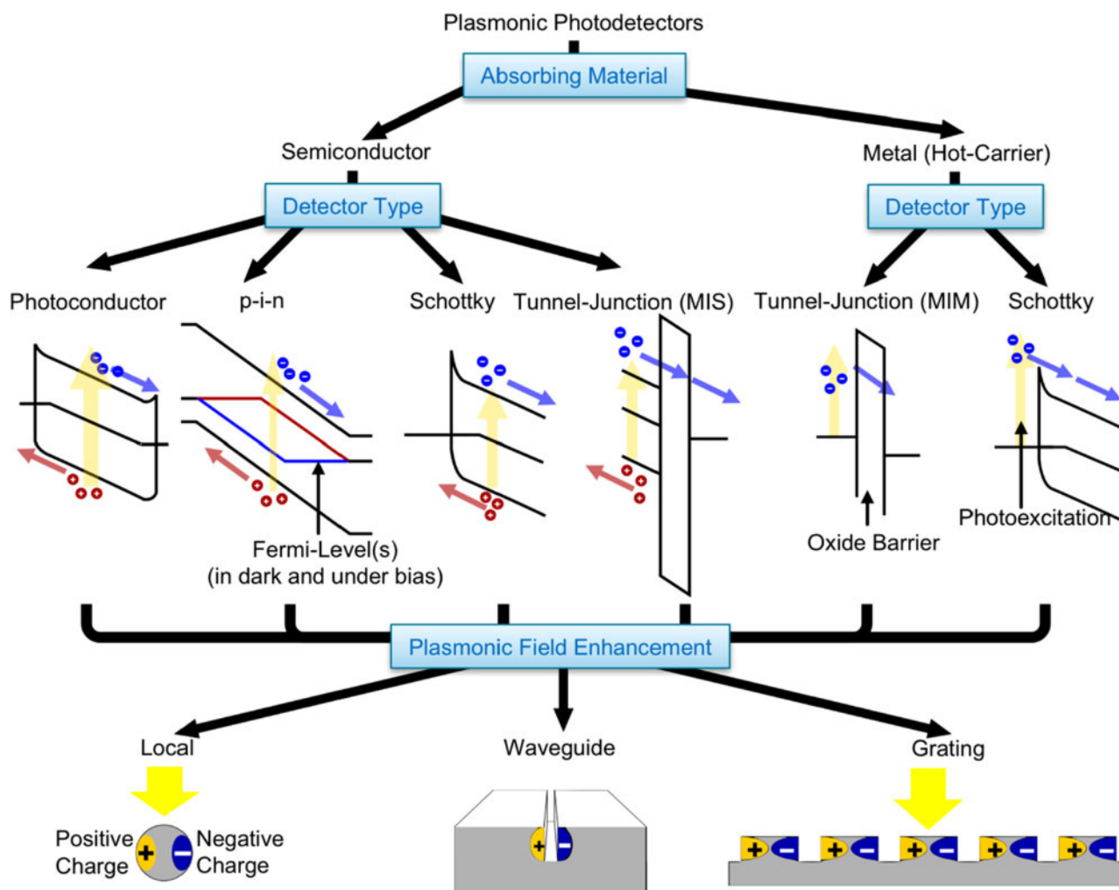 Plasmonic Photodetectors
Absorbing Material
Semiconductor
Metal (Hot-Carrier)
Detector Type
Detector Type
Photoconductor
p-i-n
Schottky
Tunnel-Junction (MIS)
Tunnel-Junction (MIM)
Schottky
Fermi-Level(s)
(in dark and under bias)
Oxide Barrier
Photoexcitation
Plasmonic Field Enhancement
Local
Waveguide
Grating
Positive
Charge
Negative
Charge